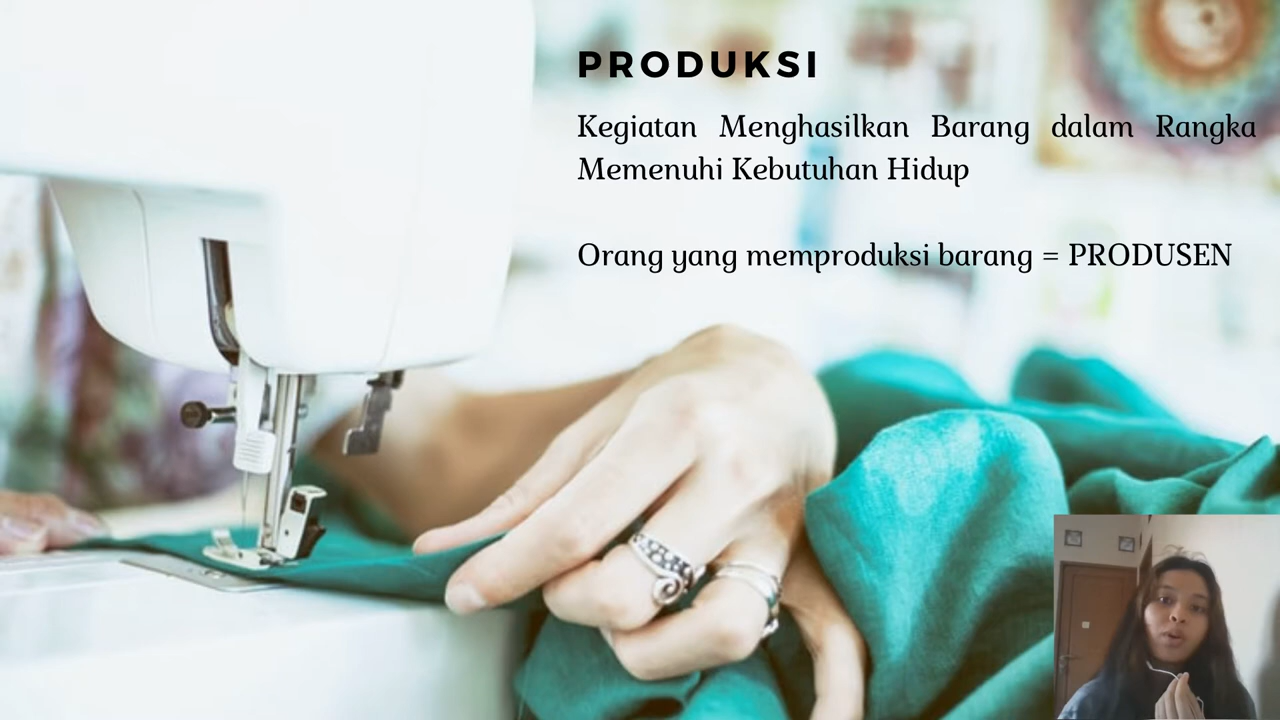 PRODUKSI
Kegiatan Menghasilkan Barang dalam Rangka
Memenuhi Kebutuhan Hidup
Orang yang memproduksi barang = PRODUSEN